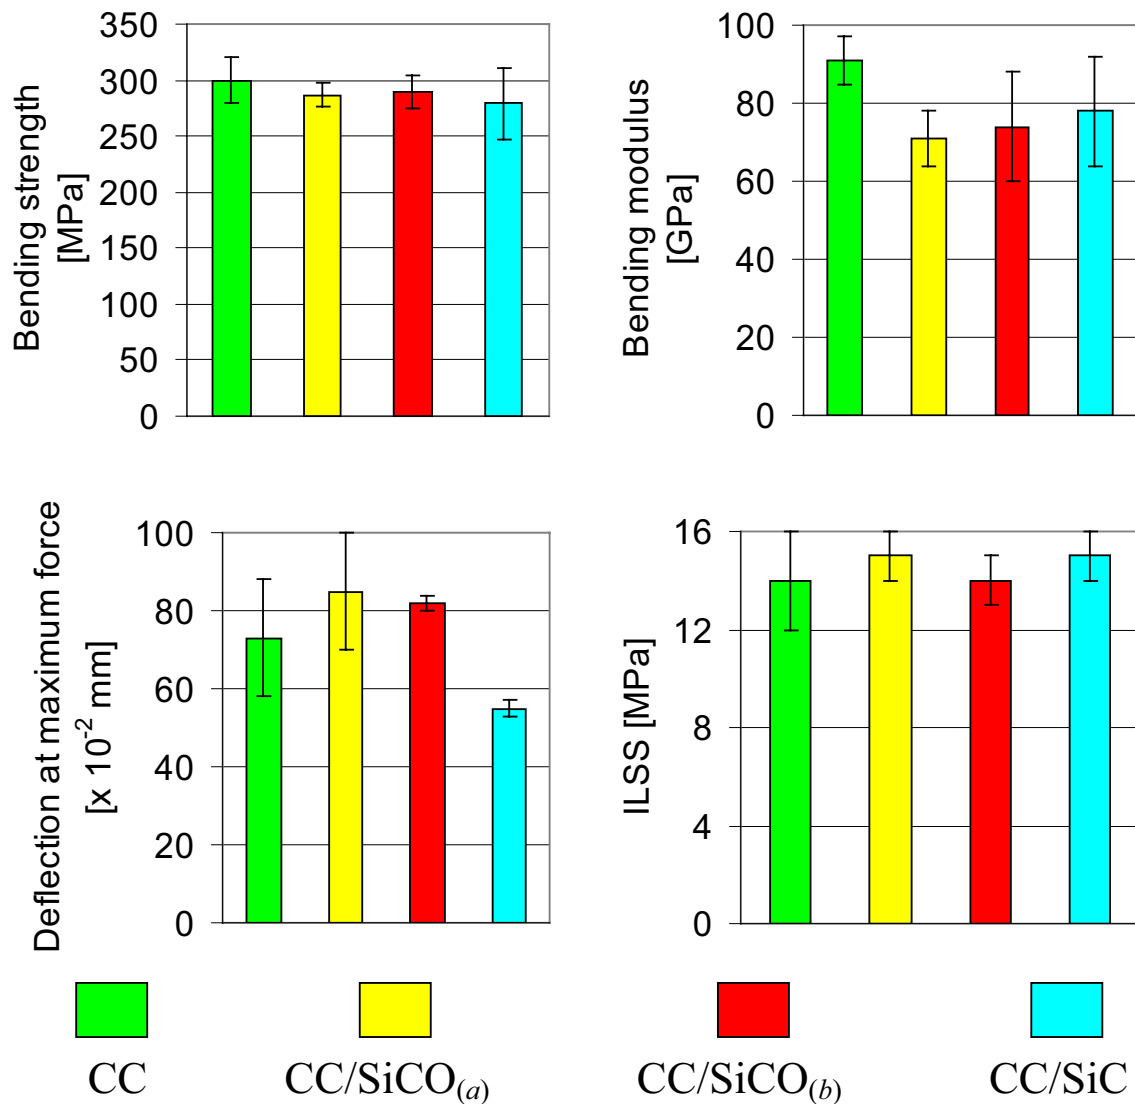 350
300
250
200
150
100
50
0
Bending strength
[MPa]
100
80
60
40
20
0
Bending modulus
[GPa]
100
80
60
40
20
0
Deflection at maximum force
[x 10⁻² mm]
16
12
8
4
0
ILSS [MPa]
CC
CC/SiCO(a)
CC/SiCO(b)
CC/SiC